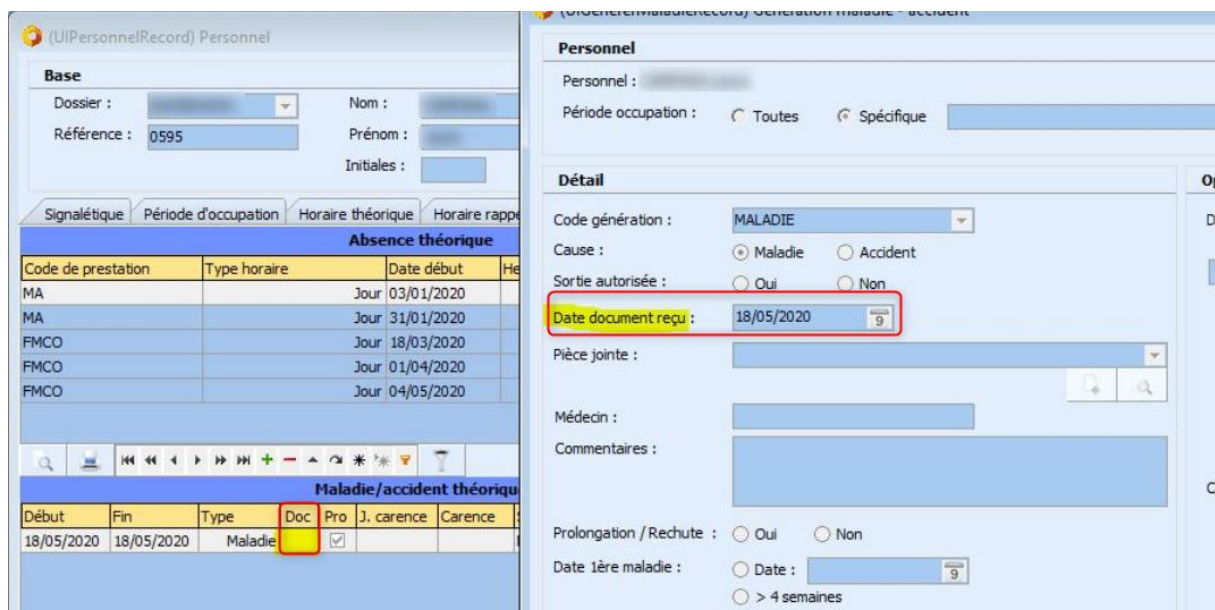 (UIPersonnelRecord) Personnel
Base
Dossier :
Nom :
Référence :
0595
Prénom :
Initiales :
Signalétique
Période d'occupation
Horaire théorique
Horaire rappe
Absence théorique
Code de prestation
Type horaire
Date début
He
MA Jour 03/01/2020
MA Jour 31/01/2020
FMCO Jour 18/03/2020
FMCO Jour 01/04/2020
FMCO Jour 04/05/2020
Maladie/accident théoriqu
Début Fin Type Doc Pro J. carence Carence
18/05/2020 18/05/2020 Maladie
(UIGenererMaladieRecord) Génération maladie - accident
Personnel
Personnel :
Période occupation :
Toutes
Spécifique
Détail
Code génération :
MALADIE
Cause :
Maladie
Accident
Sortie autorisée :
Oui
Non
Date document reçu :
18/05/2020
9
Pièce jointe :
Médecin :
Commentaires :
Prolongation / Rechute :
Oui
Non
Date 1ère maladie :
Date :
9
> 4 semaines